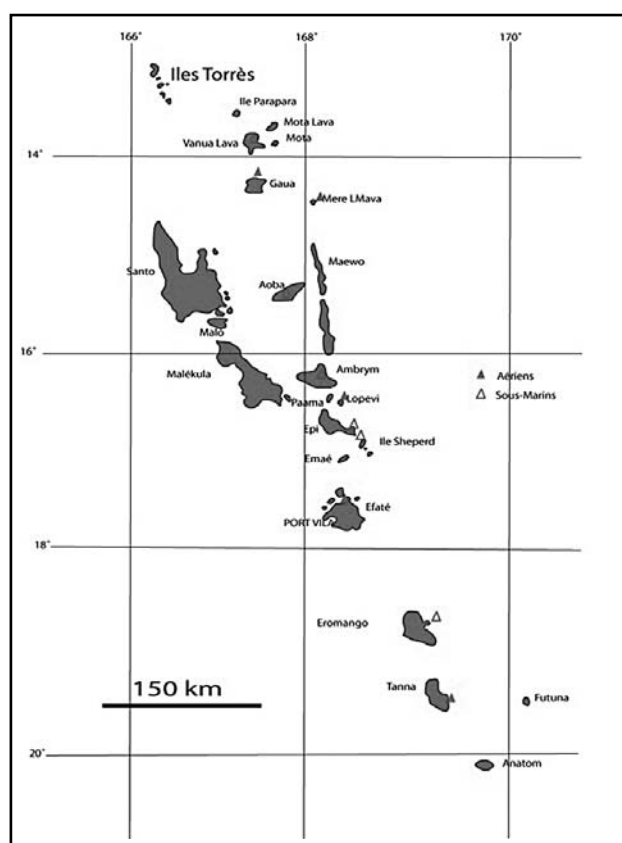 166°
168°
170°
Iles Torrès
Ile Parapara
Mota Lava
Vanua Lava
Mota
14°
Gaua
Mere LMava
Santo
Aoba
Maewo
Malo
16°
Malékula
Ambrym
Aériens
Paama
Lopevi
Sous-Marins
Epi
Ile Sheperd
Emaé
Efaté
PORT VILA
18°
Eromango
150 km
Tanna
Futuna
20°
Anatom